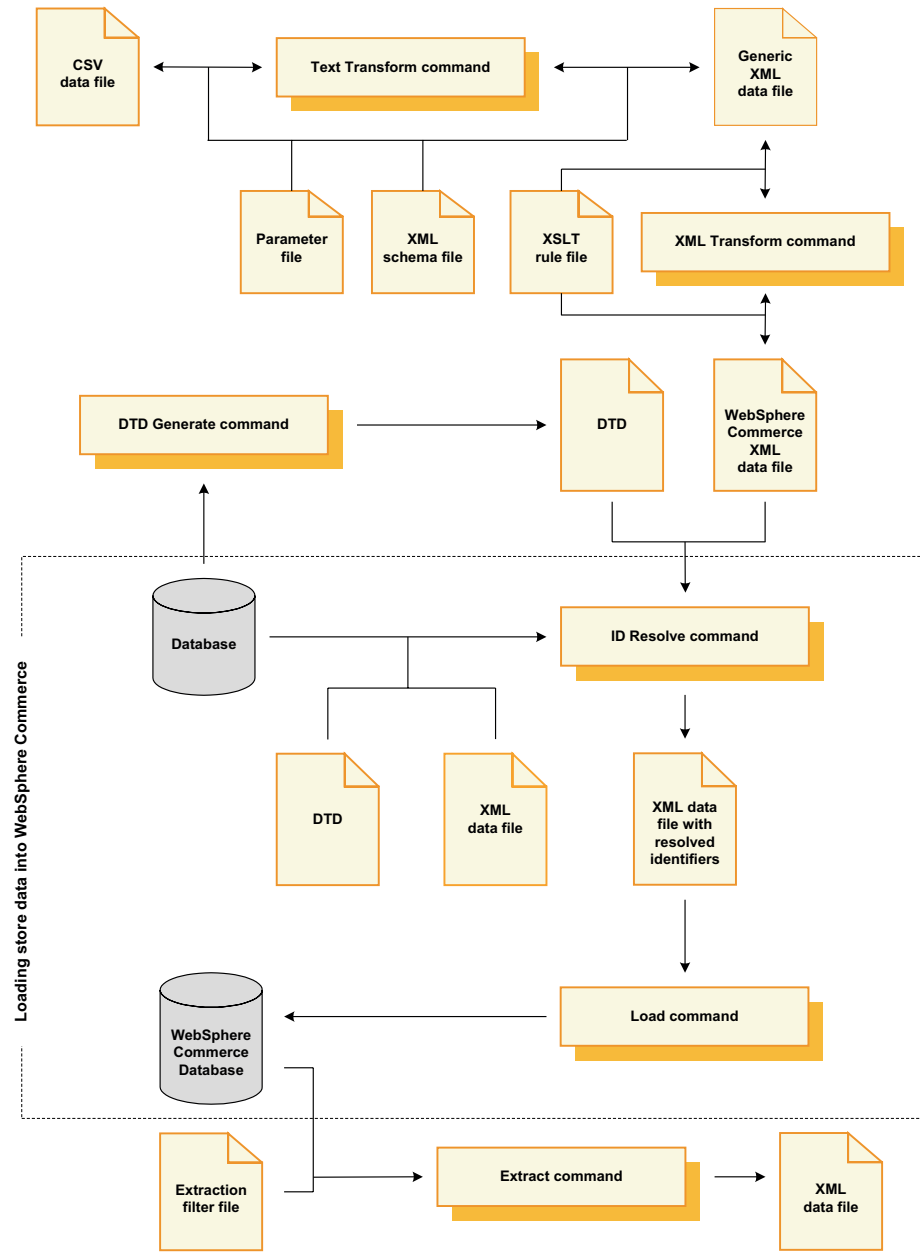 CSV
data file
Text Transform command
Generic
XML
data file
Parameter
file
XML
schema file
XSLT
rule file
XML Transform command
DTD Generate command
DTD
WebSphere
Commerce
XML
data file
Loading store data into WebSphere Commerce
Database
ID Resolve command
DTD
XML
data file
XML data
file with
resolved
identifiers
WebSphere
Commerce
Database
Load command
Extraction
filter file
Extract command
XML
data file